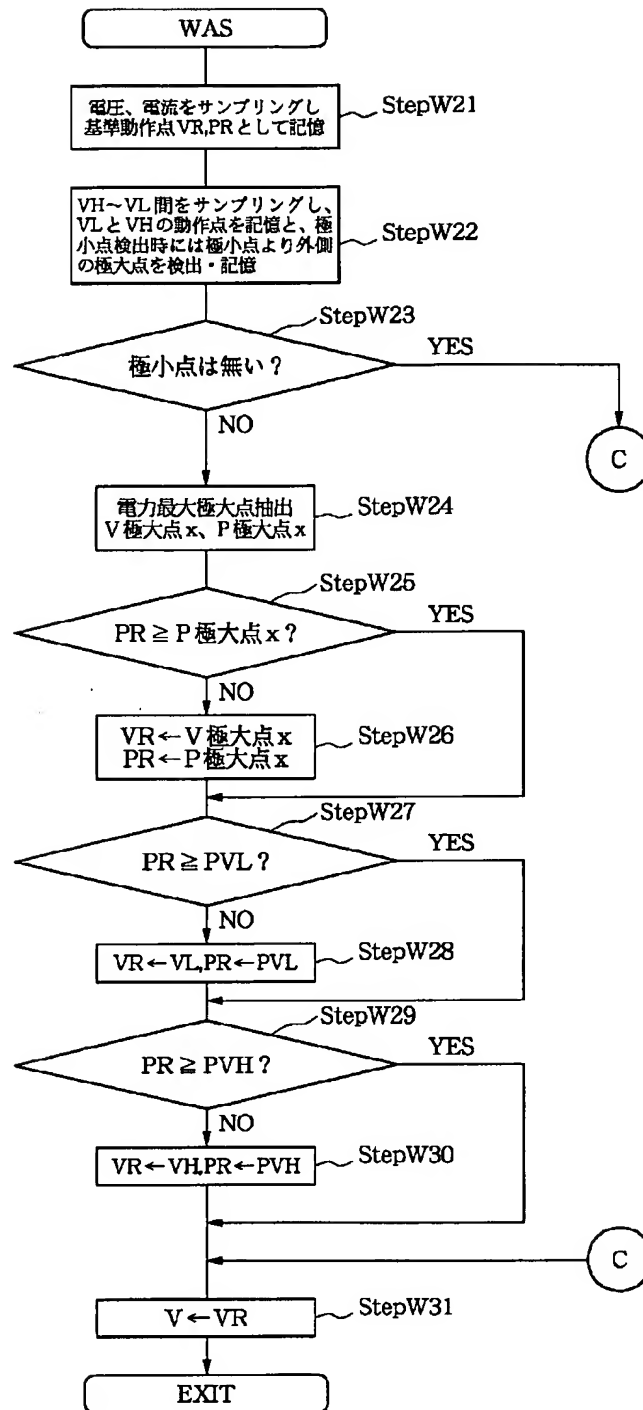 WAS
電圧、電流をサンプリングし
基準動作点VR,PRとして記憶
StepW21
VH～VL間をサンプリングし、
VLとVHの動作点を記憶と、極
小点検出時には極小点より外側
の極大点を検出・記憶
StepW22
StepW23
極小点は無い？
YES
NO
C
電力最大極大点抽出
V極大点x、P極大点x
StepW24
StepW25
PR≧P極大点x？
YES
NO
VR←V極大点x
PR←P極大点x
StepW26
StepW27
PR≧PVL？
YES
NO
VR←VL,PR←PVL
StepW28
StepW29
PR≧PVH？
YES
NO
VR←VH,PR←PVH
StepW30
C
V←VR
StepW31
EXIT